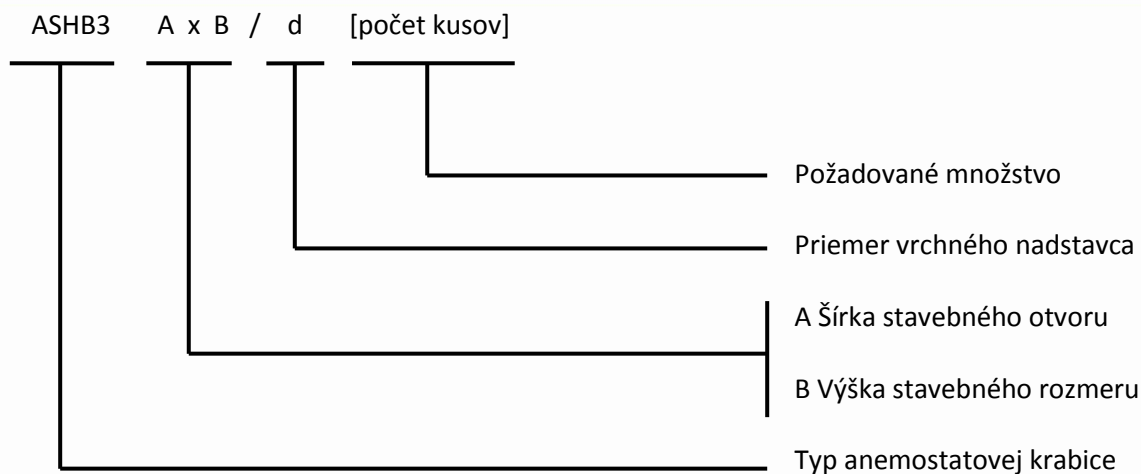 ASHB3 A x B / d [počet kusov]
Požadované množstvo
Priemer vrchného nadstavca
A Šírka stavebného otvoru
B Výška stavebného rozmeru
Typ anemostatovej krabice